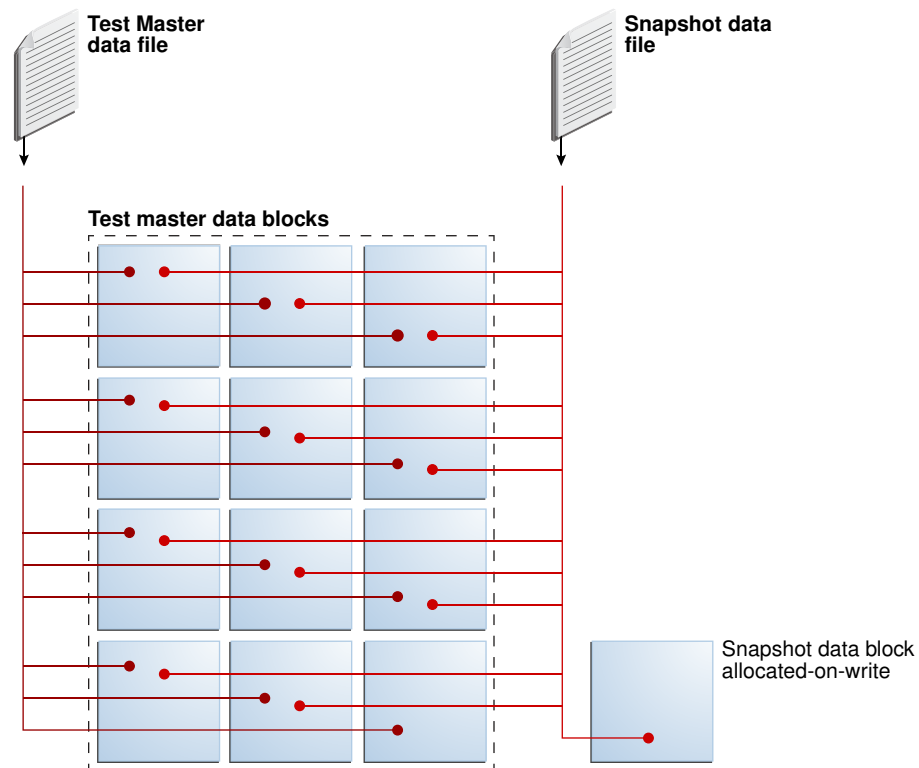 Test Master
data file
Snapshot data
file
Test master data blocks
Snapshot data block
allocated-on-write